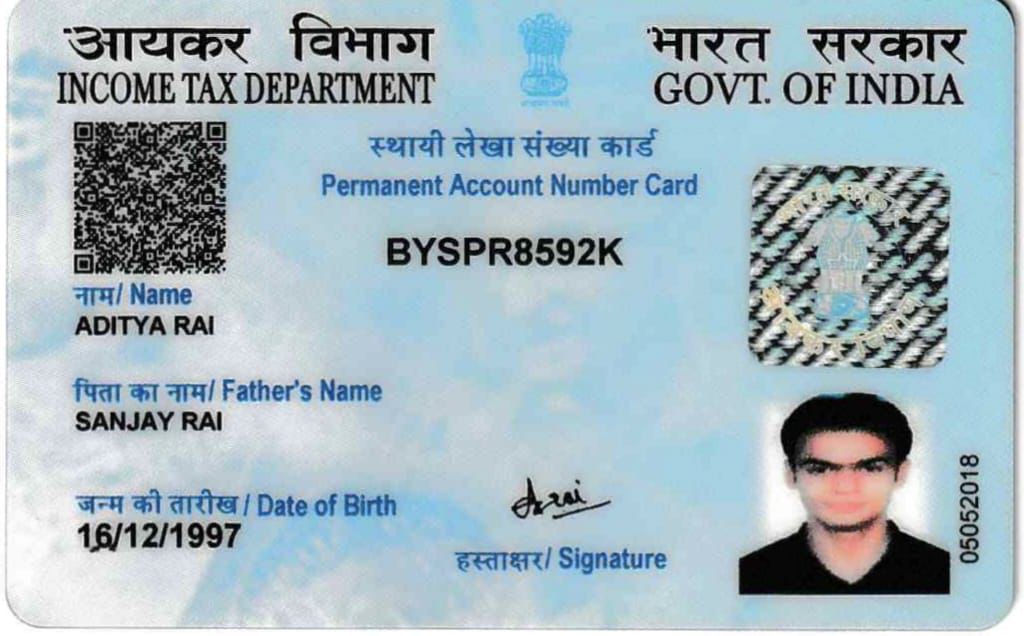 आयकर विभाग
INCOME TAX DEPARTMENT
भारत सरकार
GOVT. OF INDIA
स्थायी लेखा संख्या कार्ड
Permanent Account Number Card
BYSPR8592K
नाम/ Name
ADITYA RAI
पिता का नाम/ Father's Name
SANJAY RAI
जन्म की तारीख / Date of Birth
16/12/1997
हस्ताक्षर/ Signature
05052018